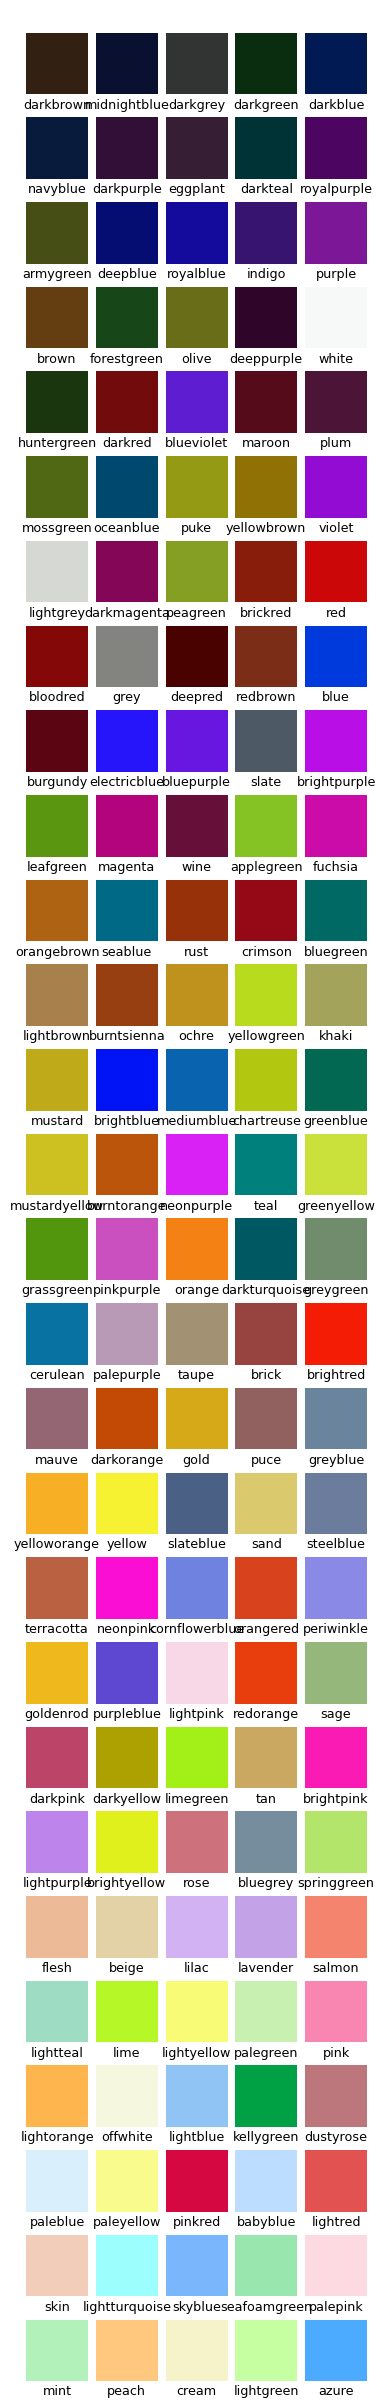 darkbrown midnightblue darkgrey darkgreen darkblue
navyblue darkpurple eggplant darkteal royalpurple
armygreen deepblue royalblue indigo purple
brown forestgreen olive deeppurple white
huntergreen darkred blueviolet maroon plum
mossgreen oceanblue puke yellowbrown violet
lightgrey darkmagenta peagreen brickred red
bloodred grey deepred redbrown blue
burgundy electricblue bluepurple slate brightpurple
leafgreen magenta wine applegreen fuchsia
orangebrown seablue rust crimson bluegreen
lightbrown burntsienna ochre yellowgreen khaki
mustard brightblue mediumblue chartreuse greenblue
mustardyellow burntorange neonpurple teal greenyellow
grassgreen pinkpurple orange darkturquoise greygreen
cerulean palepurple taupe brick brightred
mauve darkorange gold puce greyblue
yelloworange yellow slateblue sand steelblue
terracotta neonpink cornflowerblue orangered periwinkle
goldenrod purpleblue lightpink redorange sage
darkpink darkyellow limegreen tan brightpink
lightpurple brightyellow rose bluegrey springgreen
flesh beige lilac lavender salmon
lightteal lime lightyellow palegreen pink
lightorange offwhite lightblue kellygreen dustyrose
paleblue paleyellow pinkred babyblue lightred
skin lightturquoise skyblue seafoamgreen palepink
mint peach cream lightgreen azure